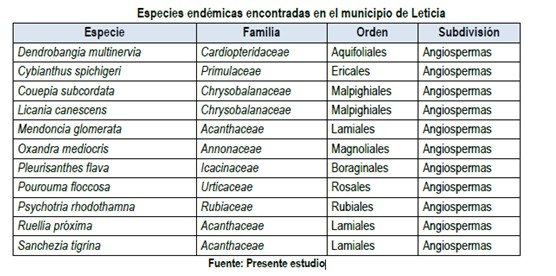 Especies endémicas encontradas en el municipio de Leticia
Especie Familia Orden Subdivisión
Dendrobangia multinervia Cardiopteridaceae Aquifoliales Angiospermas
Cybianthus spichigeri Primulaceae Ericales Angiospermas
Couepia subcordata Chrysobalanaceae Malpighiales Angiospermas
Licania canescens Chrysobalanaceae Malpighiales Angiospermas
Mendoncia glomerata Acanthaceae Lamiales Angiospermas
Oxandra mediocris Annonaceae Magnoliales Angiospermas
Pleurisanthes flava Icacinaceae Boraginales Angiospermas
Pourouma floccosa Urticaceae Rosales Angiospermas
Psychotria rhodothamna Rubiaceae Rubiales Angiospermas
Ruellia próxima Acanthaceae Lamiales Angiospermas
Sanchezia tigrina Acanthaceae Lamiales Angiospermas
Fuente: Presente estudio